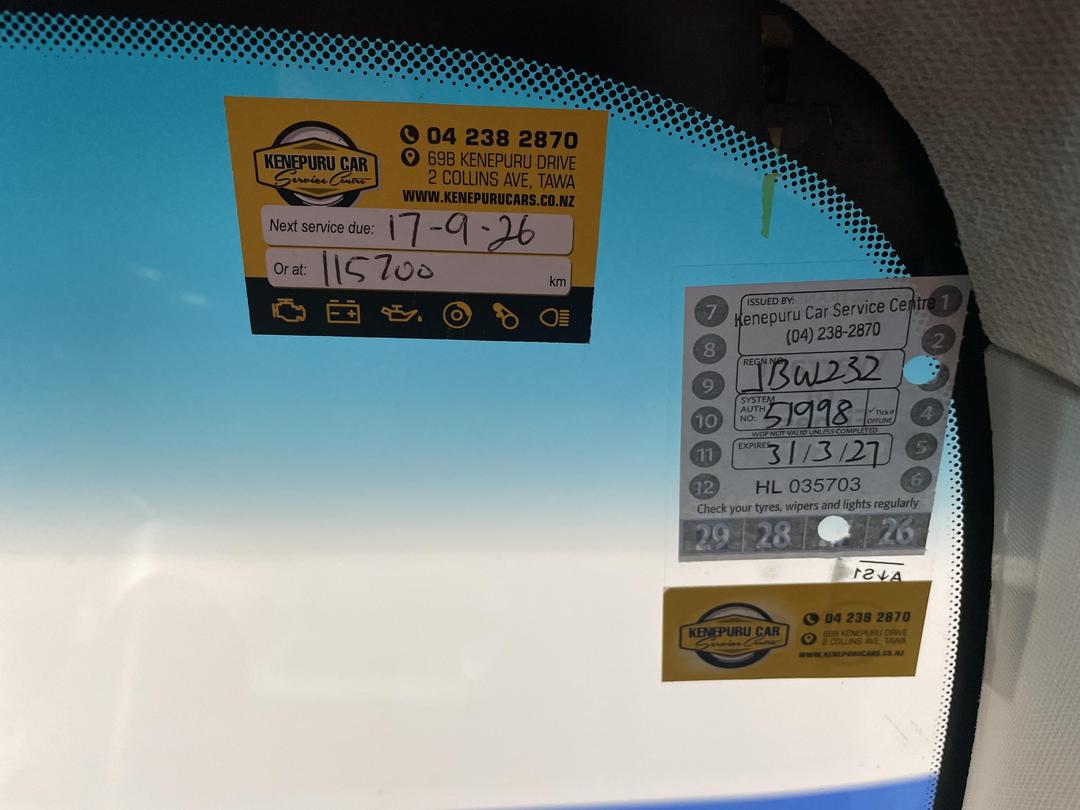 KENEPURU CAR
Service Centre
04 238 2870
69B KENEPURU DRIVE
2 COLLINS AVE, TAWA
WWW.KENEPURUCARS.CO.NZ
Next service due: 17-9-26
Or at: 115700 km
7
8
9
10
11
12
ISSUED BY:
Kenepuru Car Service Centre
(04) 238-2870
REGN NO: JBW232
SYSTEM AUTH NO: 51998
✓ Tick if OFFLINE
WOF NOT VALID UNLESS COMPLETED
EXPIRES 31/3/27
HL 035703
Check your tyres, wipers and lights regularly
1
2
4
5
6
29 28 26
KENEPURU CAR
Service Centre
04 238 2870
69B KENEPURU DRIVE
2 COLLINS AVE, TAWA
WWW.KENEPURUCARS.CO.NZ